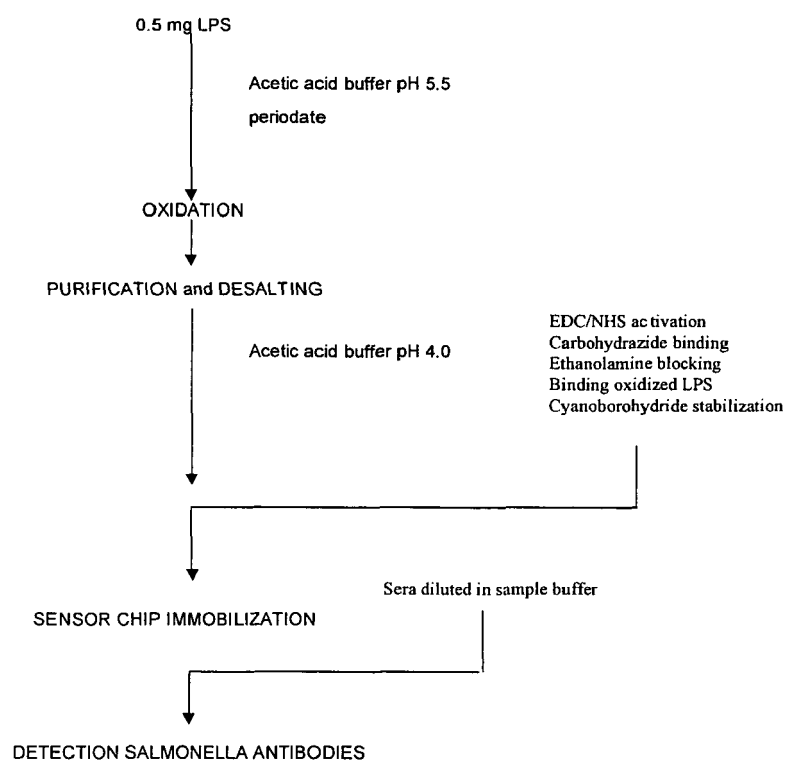 0.5 mg LPS
Acetic acid buffer pH 5.5
periodate
OXIDATION
PURIFICATION and DESALTING
Acetic acid buffer pH 4.0
EDC/NHS activation
Carbohydrazide binding
Ethanolamine blocking
Binding oxidized LPS
Cyanoborohydride stabilization
Sera diluted in sample buffer
SENSOR CHIP IMMOBILIZATION
DETECTION SALMONELLA ANTIBODIES